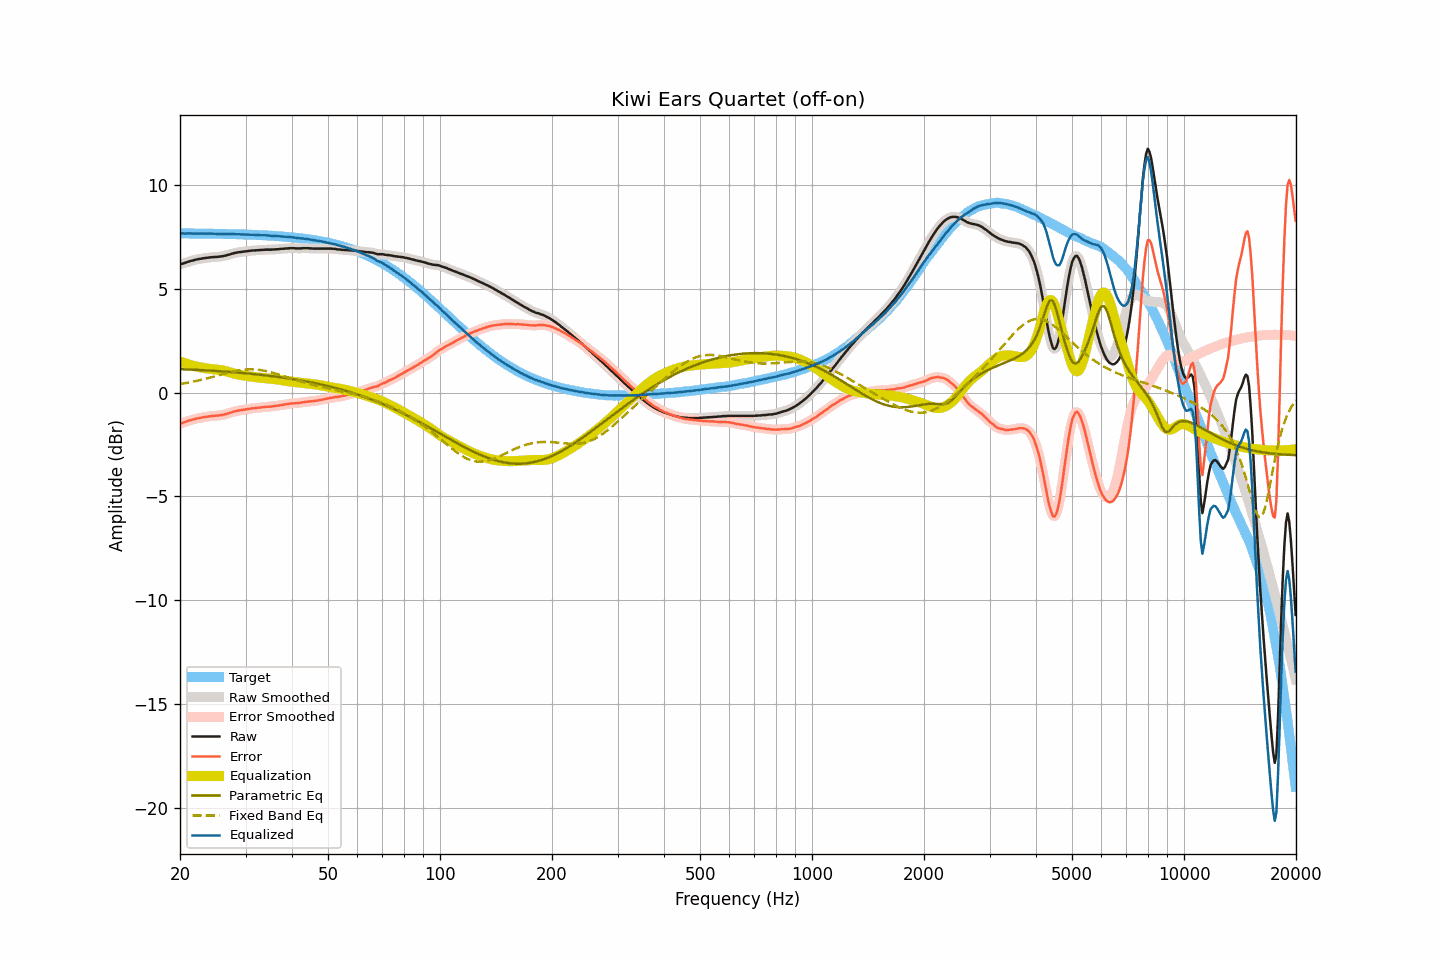 Kiwi Ears Quartet (off-on)
Amplitude (dBr)
10
5
0
−5
−10
−15
−20
Target
Raw Smoothed
Error Smoothed
Raw
Error
Equalization
Parametric Eq
Fixed Band Eq
Equalized
20 50 100 200 500 1000 2000 5000 10000 20000
Frequency (Hz)